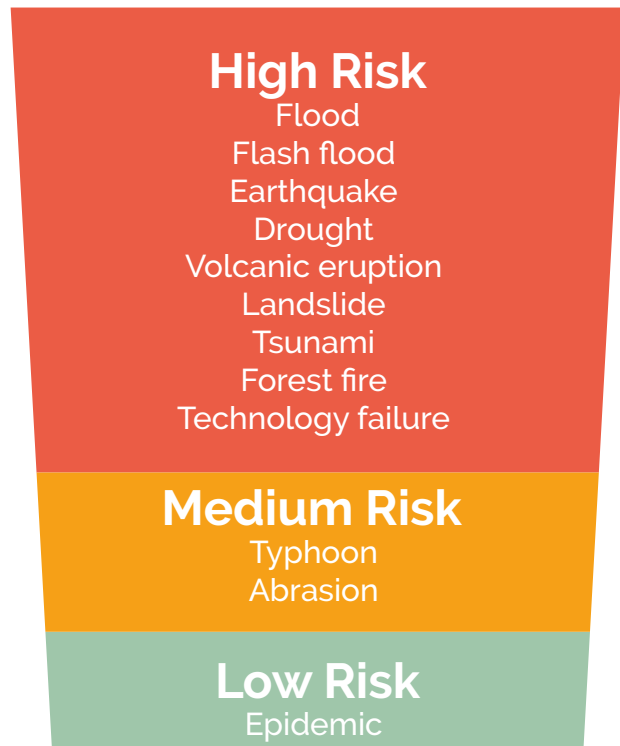 High Risk
Flood
Flash flood
Earthquake
Drought
Volcanic eruption
Landslide
Tsunami
Forest fire
Technology failure
Medium Risk
Typhoon
Abrasion
Low Risk
Epidemic